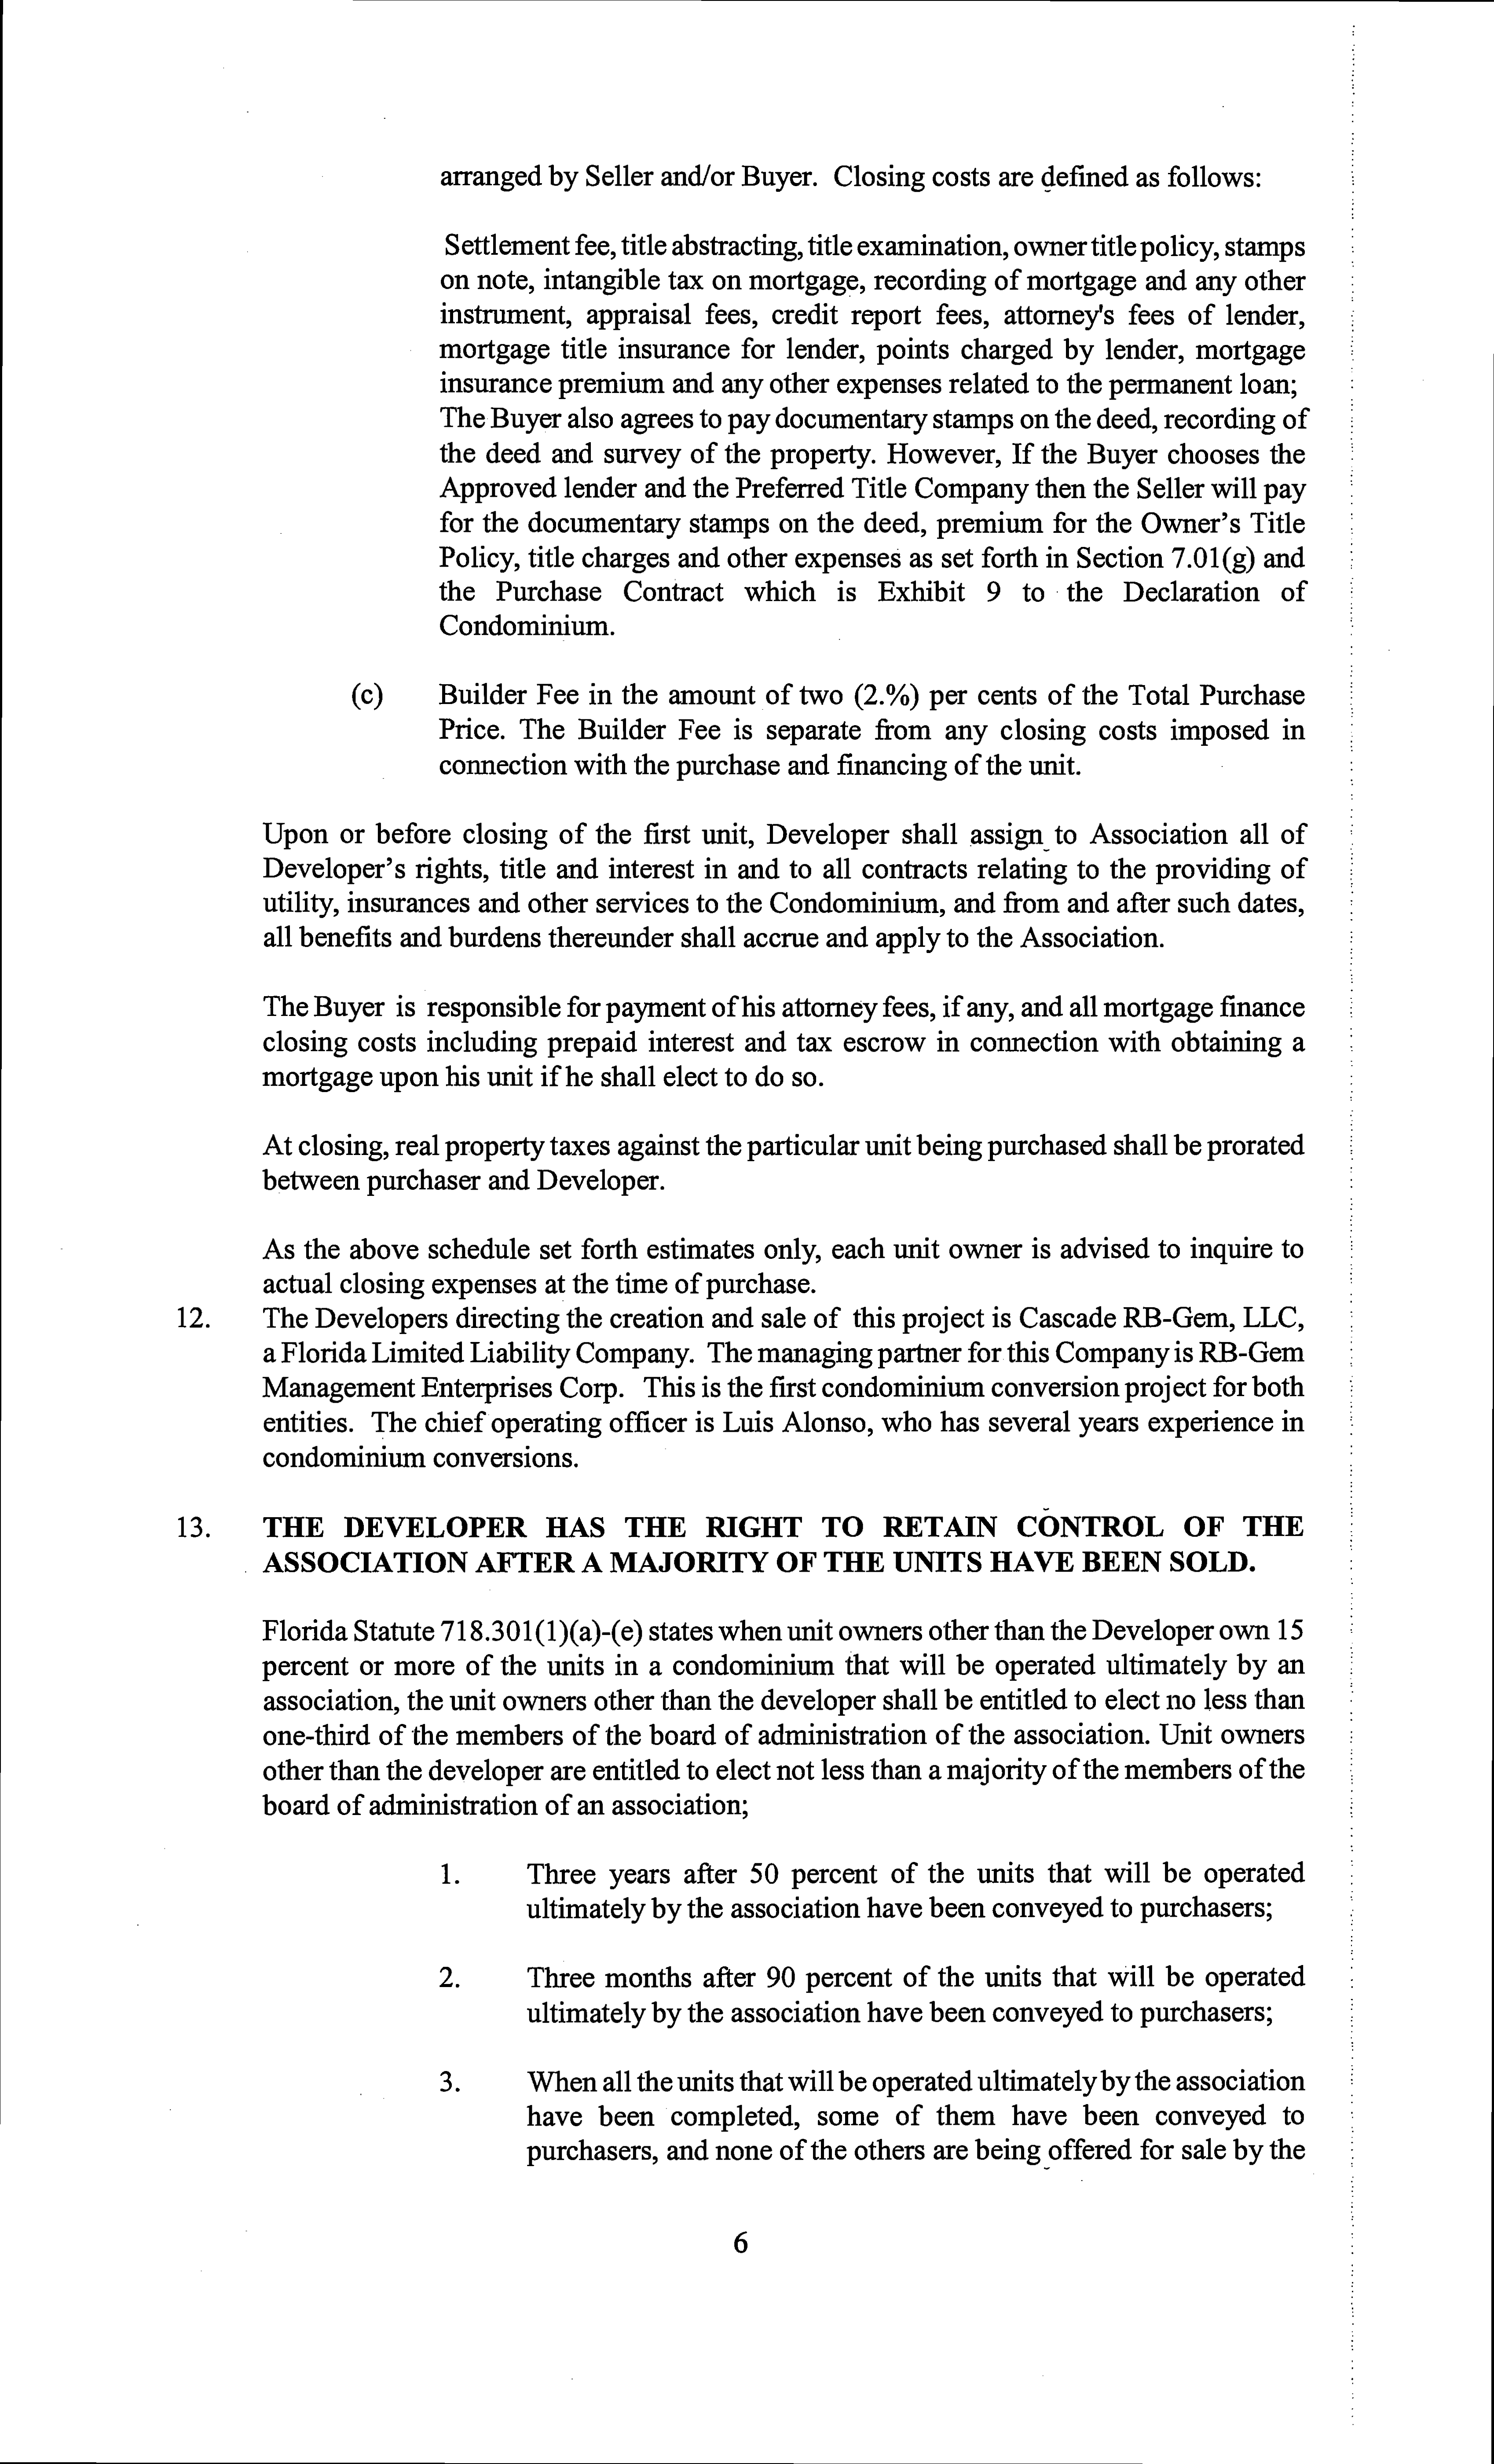 arranged by Seller and/or Buyer. Closing costs are defined as follows:
Settlement fee, title abstracting, title examination, owner title policy, stamps
on note, intangible tax on mortgage, recording of mortgage and any other
instrument, appraisal fees, credit report fees, attorney's fees of lender,
mortgage title insurance for lender, points charged by lender, mortgage
insurance premium and any other expenses related to the permanent loan;
The Buyer also agrees to pay documentary stamps on the deed, recording of
the deed and survey of the property. However, If the Buyer chooses the
Approved lender and the Preferred Title Company then the Seller will pay
for the documentary stamps on the deed, premium for the Owner's Title
Policy, title charges and other expenses as set forth in Section 7.01(g) and
the Purchase Contract which is Exhibit 9 to the Declaration of
Condominium.
(c) Builder Fee in the amount of two (2.%) per cents of the Total Purchase
Price. The Builder Fee is separate from any closing costs imposed in
connection with the purchase and financing of the unit.
Upon or before closing of the first unit, Developer shall assign to Association all of
Developer's rights, title and interest in and to all contracts relating to the providing of
utility, insurances and other services to the Condominium, and from and after such dates,
all benefits and burdens thereunder shall accrue and apply to the Association.
The Buyer is responsible for payment of his attorney fees, if any, and all mortgage finance
closing costs including prepaid interest and tax escrow in connection with obtaining a
mortgage upon his unit if he shall elect to do so.
At closing, real property taxes against the particular unit being purchased shall be prorated
between purchaser and Developer.
As the above schedule set forth estimates only, each unit owner is advised to inquire to
actual closing expenses at the time of purchase.
12. The Developers directing the creation and sale of this project is Cascade RB-Gem, LLC,
a Florida Limited Liability Company. The managing partner for this Company is RB-Gem
Management Enterprises Corp. This is the first condominium conversion project for both
entities. The chief operating officer is Luis Alonso, who has several years experience in
condominium conversions.
13. THE DEVELOPER HAS THE RIGHT TO RETAIN CONTROL OF THE
ASSOCIATION AFTER A MAJORITY OF THE UNITS HAVE BEEN SOLD.
Florida Statute 718.301(1)(a)-(e) states when unit owners other than the Developer own 15
percent or more of the units in a condominium that will be operated ultimately by an
association, the unit owners other than the developer shall be entitled to elect no less than
one-third of the members of the board of administration of the association. Unit owners
other than the developer are entitled to elect not less than a majority of the members of the
board of administration of an association;
1. Three years after 50 percent of the units that will be operated
ultimately by the association have been conveyed to purchasers;
2. Three months after 90 percent of the units that will be operated
ultimately by the association have been conveyed to purchasers;
3. When all the units that will be operated ultimately by the association
have been completed, some of them have been conveyed to
purchasers, and none of the others are being offered for sale by the
6